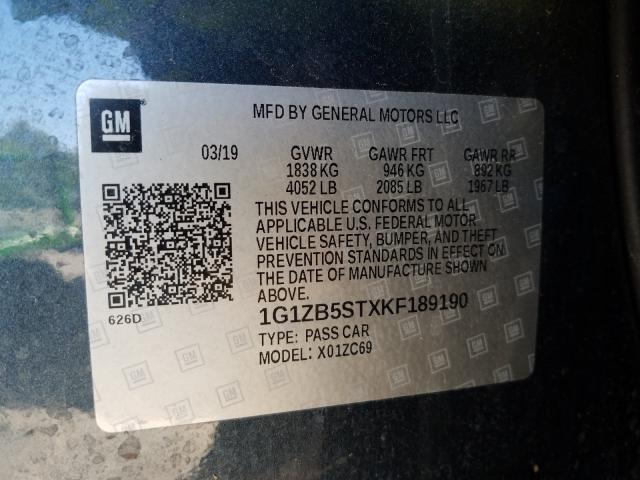 GM
MFD BY GENERAL MOTORS LLC
03/19 GVWR GAWR FRT GAWR RR
1838 KG 946 KG 892 KG
4052 LB 2085 LB 1967 LB
THIS VEHICLE CONFORMS TO ALL
APPLICABLE U.S. FEDERAL MOTOR
VEHICLE SAFETY, BUMPER, AND THEFT
PREVENTION STANDARDS IN EFFECT ON
THE DATE OF MANUFACTURE SHOWN
ABOVE.
626D
1G1ZB5STXKF189190
TYPE: PASS CAR
MODEL: X01ZC69